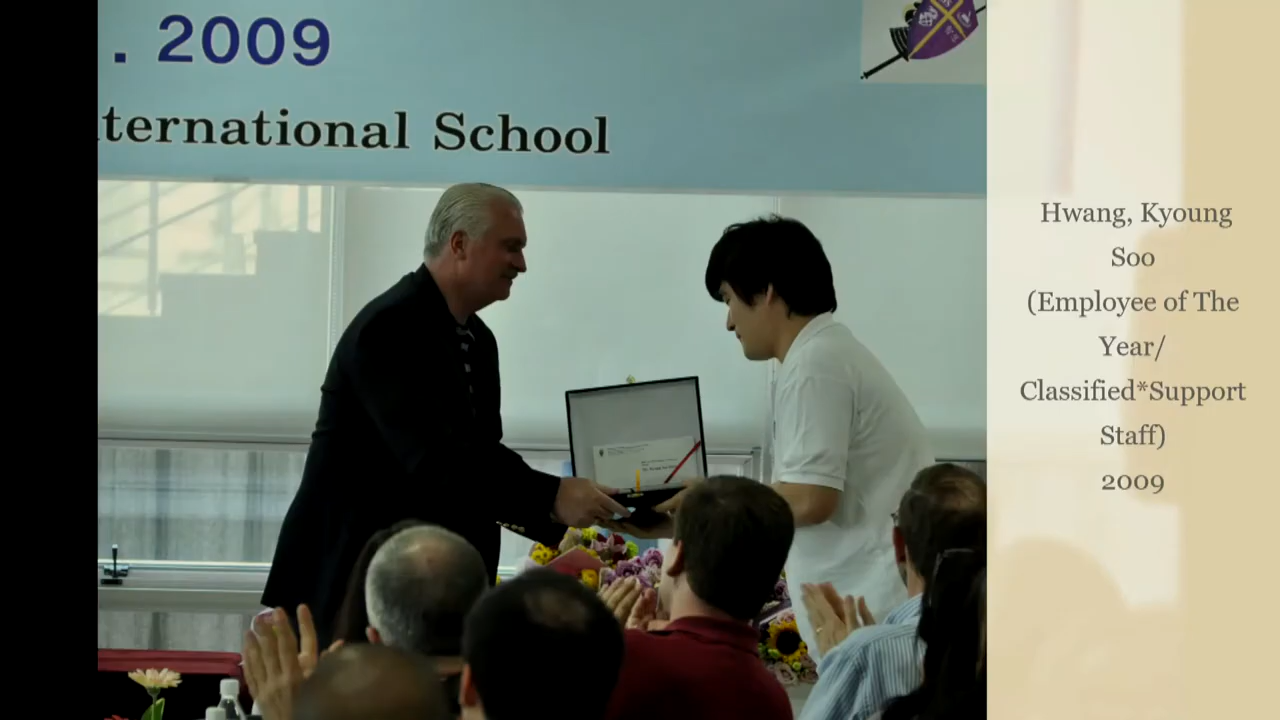 . 2009
ternational School
Hwang, Kyoung
Soo
(Employee of The
Year/
Classified*Support
Staff)
2009